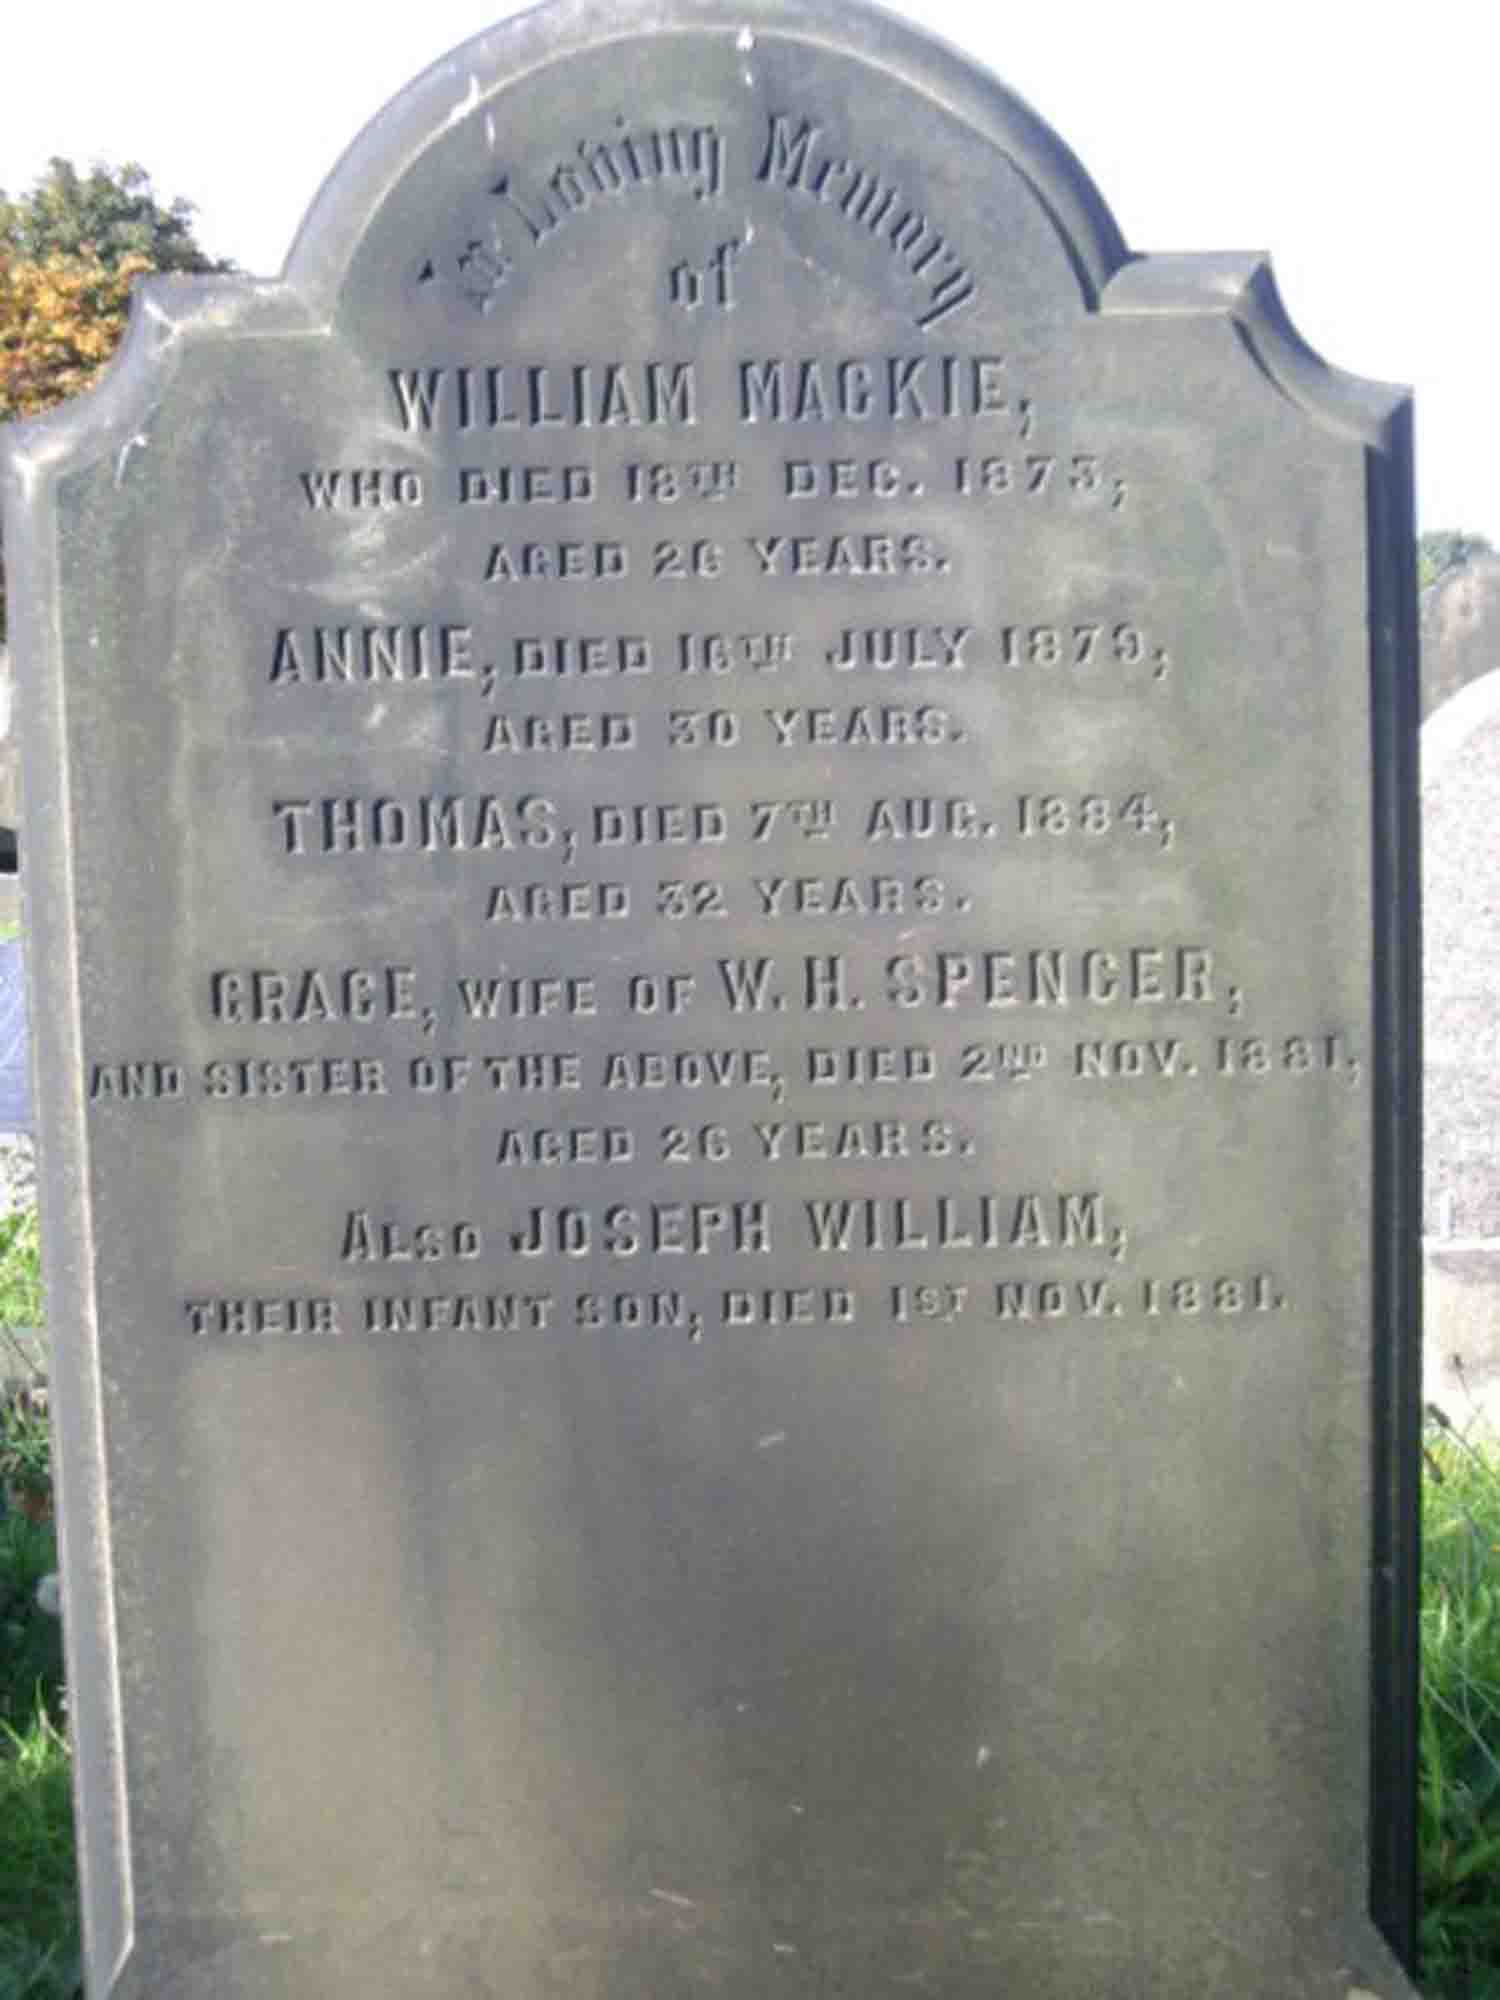 In Loving Memory
of
WILLIAM MACKIE,
WHO DIED 18TH DEC. 1873,
AGED 26 YEARS.
ANNIE, DIED 16TH JULY 1879,
AGED 30 YEARS.
THOMAS, DIED 7TH AUG. 1884,
AGED 32 YEARS.
GRACE, WIFE OF W. H. SPENCER,
AND SISTER OF THE ABOVE, DIED 2ND NOV. 1881,
AGED 26 YEARS.
ALSO JOSEPH WILLIAM,
THEIR INFANT SON, DIED 1ST NOV. 1881.